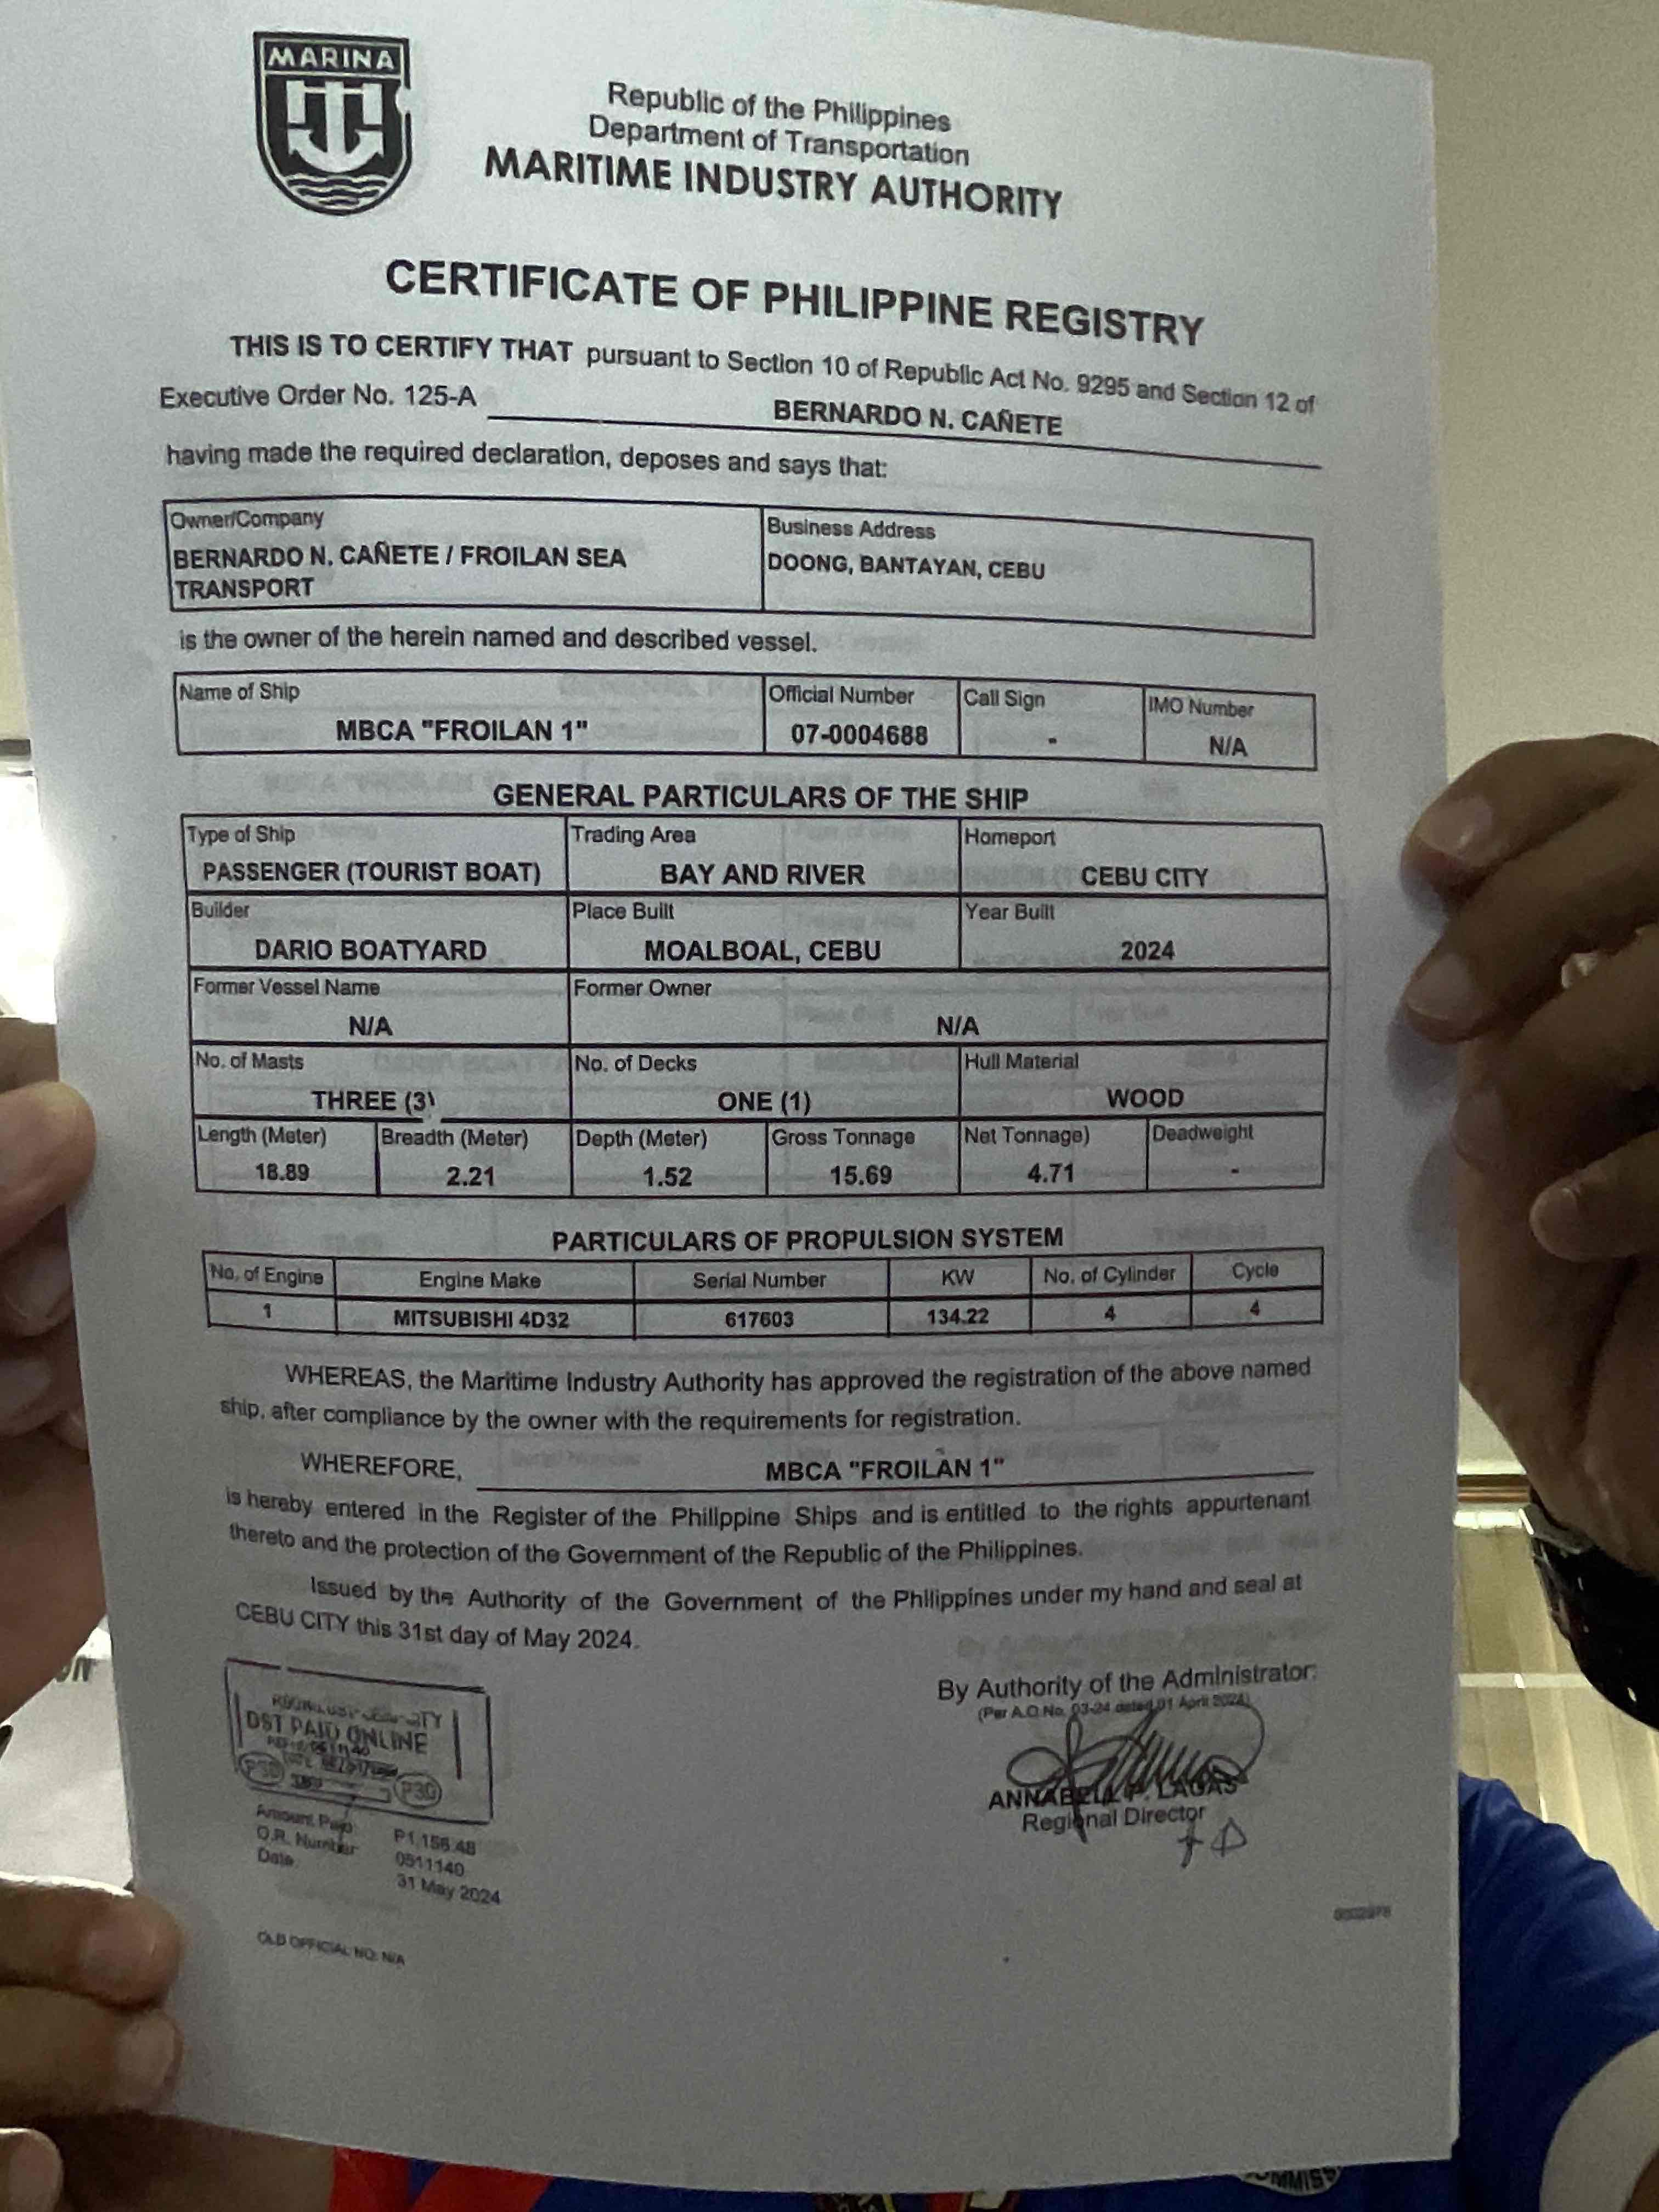 MARINA
Republic of the Philippines
Department of Transportation
MARITIME INDUSTRY AUTHORITY
CERTIFICATE OF PHILIPPINE REGISTRY
THIS IS TO CERTIFY THAT pursuant to Section 10 of Republic Act No. 9295 and Section 12 of
Executive Order No. 125-A BERNARDO N. CAÑETE
having made the required declaration, deposes and says that:
Owner/Company Business Address
BERNARDO N. CAÑETE / FROILAN SEA DOONG, BANTAYAN, CEBU
TRANSPORT
is the owner of the herein named and described vessel.
Name of Ship Official Number Call Sign IMO Number
MBCA "FROILAN 1" 07-0004688 - N/A
GENERAL PARTICULARS OF THE SHIP
Type of Ship Trading Area Homeport
PASSENGER (TOURIST BOAT) BAY AND RIVER CEBU CITY
Builder Place Built Year Built
DARIO BOATYARD MOALBOAL, CEBU 2024
Former Vessel Name Former Owner
N/A N/A
No. of Masts No. of Decks Hull Material
THREE (3) ONE (1) WOOD
Length (Meter) Breadth (Meter) Depth (Meter) Gross Tonnage Net Tonnage) Deadweight
18.89 2.21 1.52 15.69 4.71 -
PARTICULARS OF PROPULSION SYSTEM
No. of Engine Engine Make Serial Number KW No. of Cylinder Cycle
1 MITSUBISHI 4D32 617603 134.22 4 4
WHEREAS, the Maritime Industry Authority has approved the registration of the above named
ship, after compliance by the owner with the requirements for registration.
WHEREFORE, MBCA "FROILAN 1"
is hereby entered in the Register of the Philippine Ships and is entitled to the rights appurtenant
thereto and the protection of the Government of the Republic of the Philippines.
Issued by the Authority of the Government of the Philippines under my hand and seal at
CEBU CITY this 31st day of May 2024.
By Authority of the Administrator:
(Per A.O. No. 03-24 dated 01 April 2024)
DST PAID ONLINE
P30 P30
ANNABELL P. LAGAS
Regional Director
Amount Paid P1,156.48
O.R. Number 0511140
Date 31 May 2024
OLD OFFICIAL NO: N/A